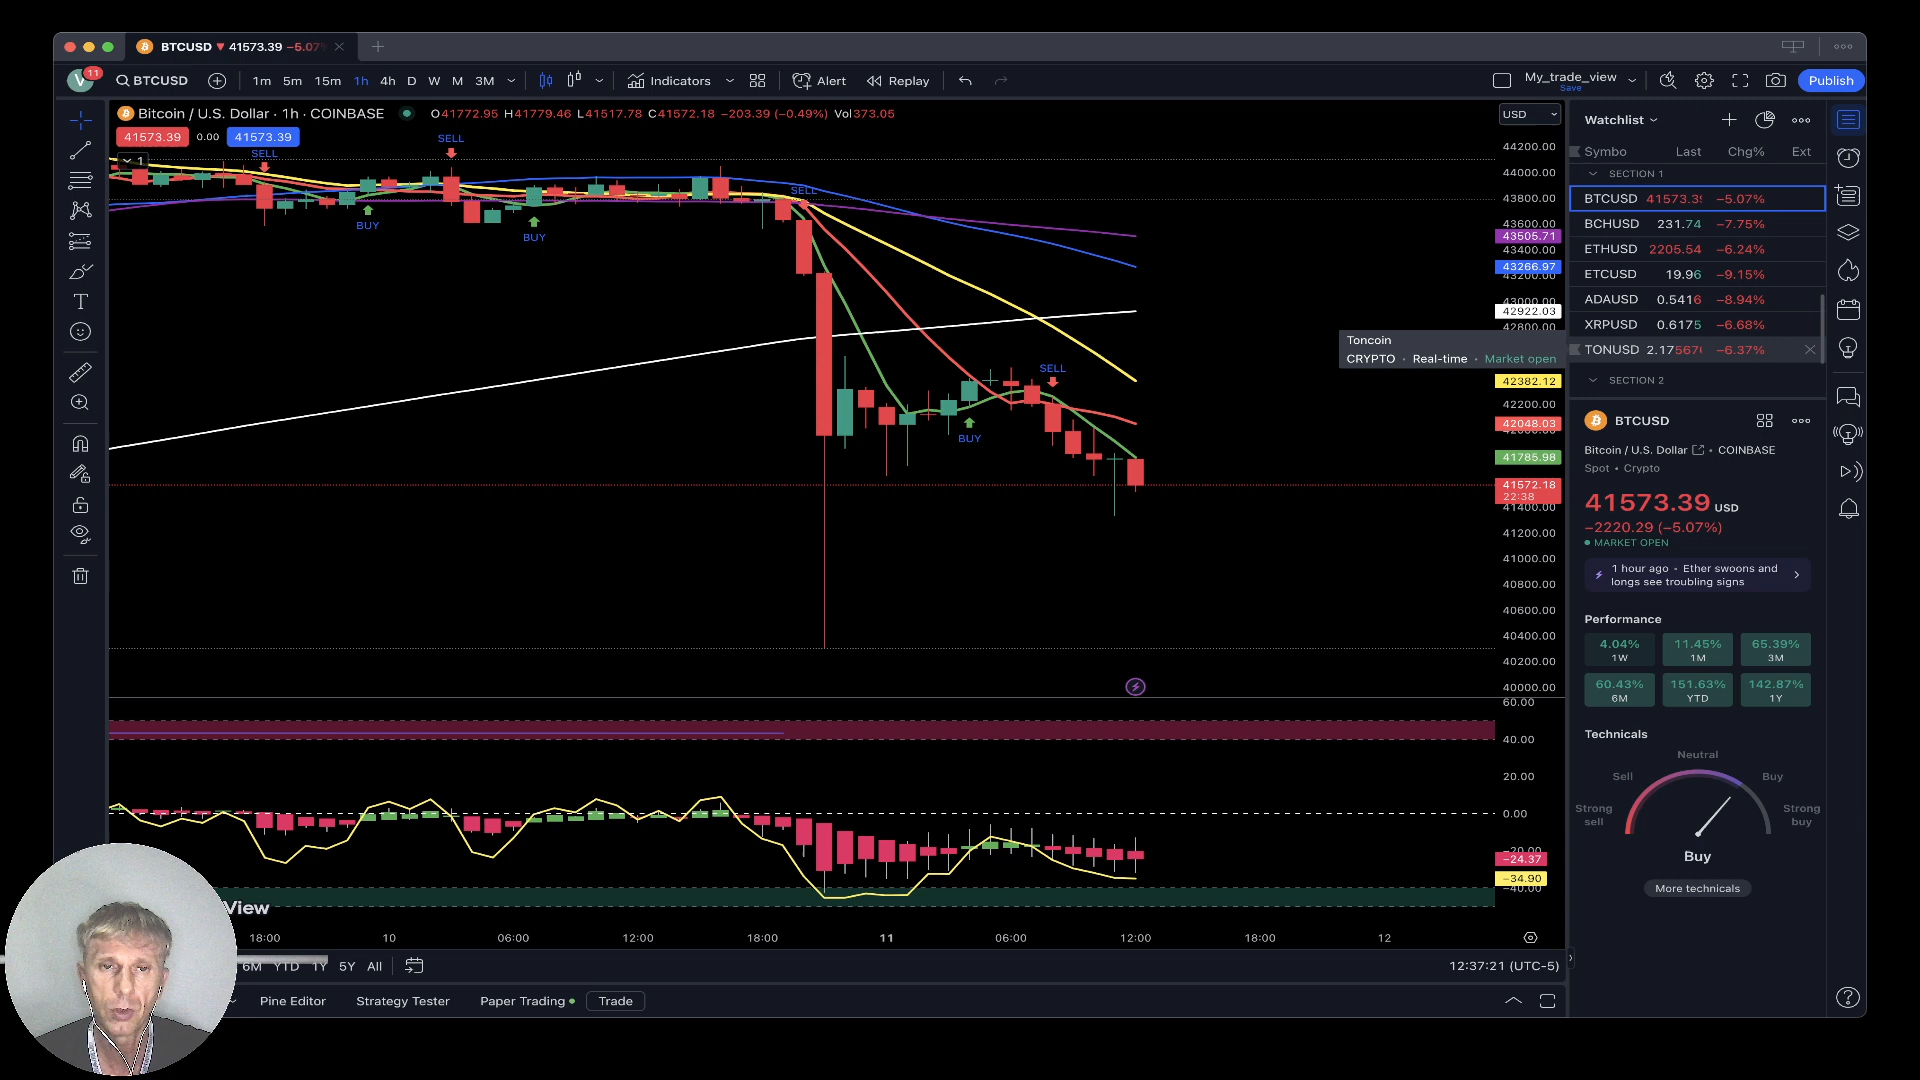 BTCUSD ▼ 41573.39 −5.07
11
BTCUSD
1m 5m 15m 1h 4h D W M 3M
Indicators
Alert
Replay
My_trade_view
Save
Publish
Bitcoin / U.S. Dollar · 1h · COINBASE
O41772.95 H41779.46 L41517.78 C41572.18 −203.39 (−0.49%) Vol373.05
41573.39 0.00 41573.39
1
SELL
SELL
SELL
SELL
BUY
BUY
BUY
USD
44200.00
44000.00
43800.00
43600.00
43505.71
43400.00
43266.97
43200.00
43000.00
42922.03
42800.00
42382.12
42200.00
42048.03
42000.00
41785.98
41572.18
22:38
41400.00
41200.00
41000.00
40800.00
40600.00
40400.00
40200.00
40000.00
60.00
40.00
20.00
0.00
−20.00
−24.37
−34.90
−40.00
Toncoin
CRYPTO · Real-time · Market open
View
18:00 10 06:00 12:00 18:00 11 06:00 12:00 18:00 12
6M YTD 1Y 5Y All
12:37:21 (UTC-5)
Pine Editor Strategy Tester Paper Trading Trade
Watchlist
Symbo Last Chg% Ext
SECTION 1
BTCUSD 41573.39 −5.07%
BCHUSD 231.74 −7.75%
ETHUSD 2205.54 −6.24%
ETCUSD 19.96 −9.15%
ADAUSD 0.5416 −8.94%
XRPUSD 0.6175 −6.68%
TONUSD 2.17567 −6.37%
SECTION 2
BTCUSD
Bitcoin / U.S. Dollar • COINBASE
Spot • Crypto
41573.39 USD
−2220.29 (−5.07%)
MARKET OPEN
1 hour ago • Ether swoons and
longs see troubling signs
Performance
4.04% 11.45% 65.39%
1W 1M 3M
60.43% 151.63% 142.87%
6M YTD 1Y
Technicals
Neutral
Sell Buy
Strong sell
Strong buy
Buy
More technicals